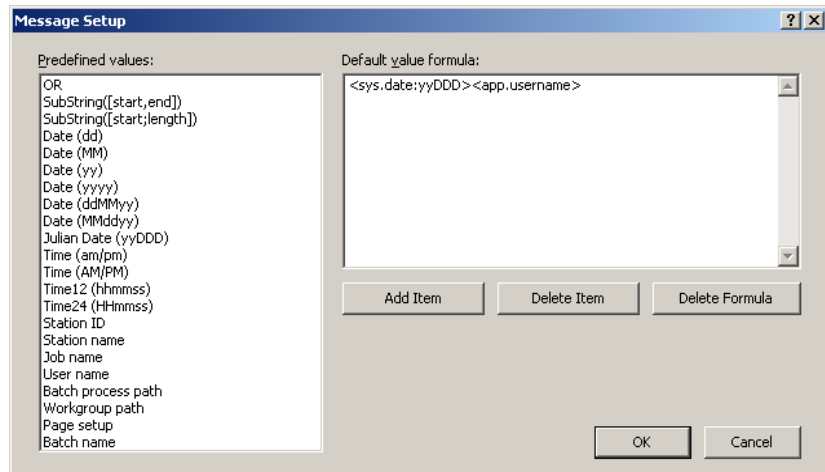 Message Setup
Predefined values:
OR
SubString([start,end])
SubString([start;length])
Date (dd)
Date (MM)
Date (yy)
Date (yyyy)
Date (ddMMyy)
Date (MMddyy)
Julian Date (yyDDD)
Time (am/pm)
Time (AM/PM)
Time12 (hhmmss)
Time24 (HHmmss)
Station ID
Station name
Job name
User name
Batch process path
Workgroup path
Page setup
Batch name
Default value formula:
<sys.date:yyDDD><app.username>
Add Item Delete Item Delete Formula
OK Cancel